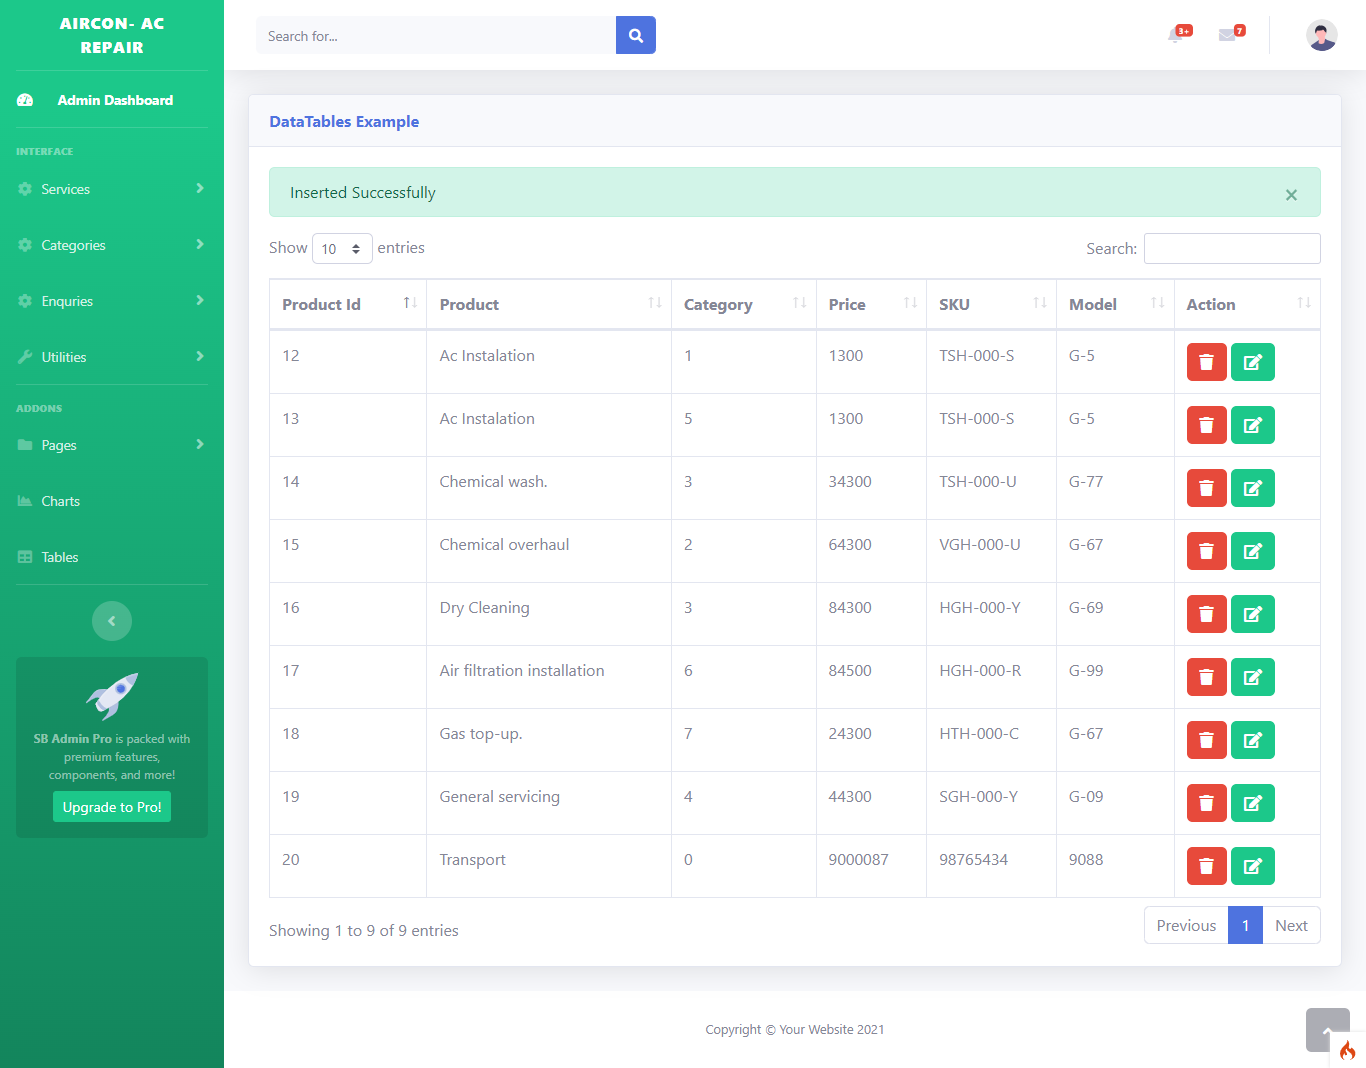 AIRCON- AC
REPAIR
Search for...
3+
7
Admin Dashboard
INTERFACE
Services
Categories
Enquries
Utilities
ADDONS
Pages
Charts
Tables
SB Admin Pro is packed with
premium features,
components, and more!
Upgrade to Pro!
DataTables Example
Inserted Successfully ×
Show 10 entries Search:
Product Id Product Category Price SKU Model Action
12 Ac Instalation 1 1300 TSH-000-S G-5
13 Ac Instalation 5 1300 TSH-000-S G-5
14 Chemical wash. 3 34300 TSH-000-U G-77
15 Chemical overhaul 2 64300 VGH-000-U G-67
16 Dry Cleaning 3 84300 HGH-000-Y G-69
17 Air filtration installation 6 84500 HGH-000-R G-99
18 Gas top-up. 7 24300 HTH-000-C G-67
19 General servicing 4 44300 SGH-000-Y G-09
20 Transport 0 9000087 98765434 9088
Showing 1 to 9 of 9 entries Previous 1 Next
Copyright © Your Website 2021